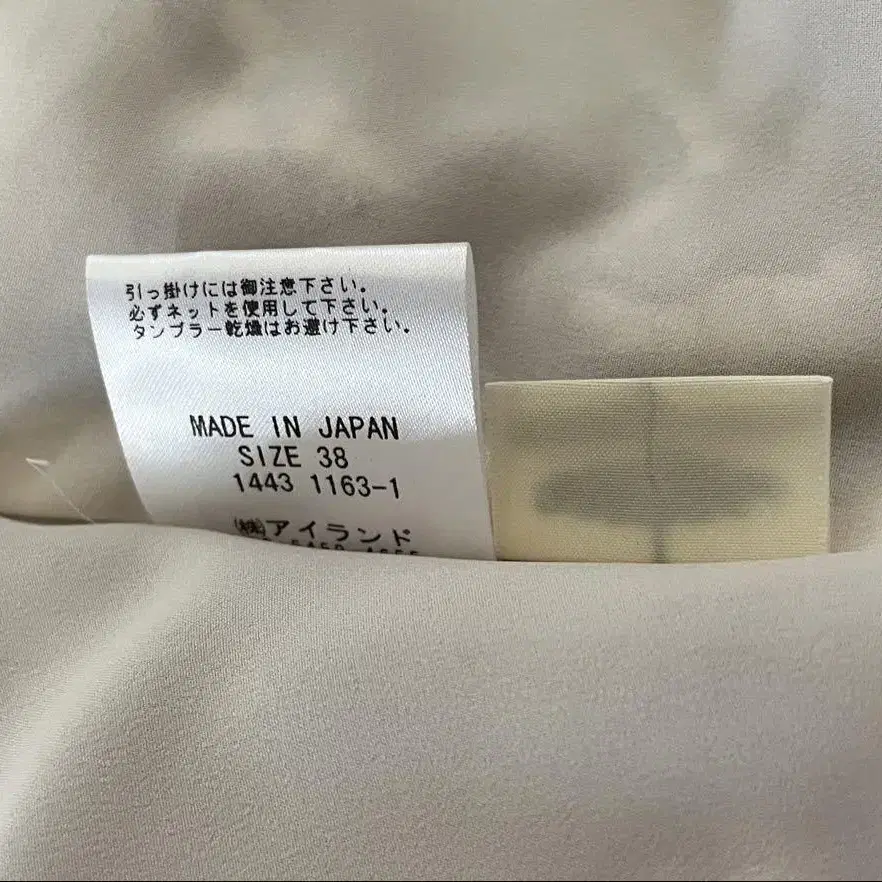 引っ掛けには御注意下さい。
必ずネットを使用して下さい。
タンブラー乾燥はお避け下さい。
MADE IN JAPAN
SIZE 38
1443 1163-1
㈱アイランド